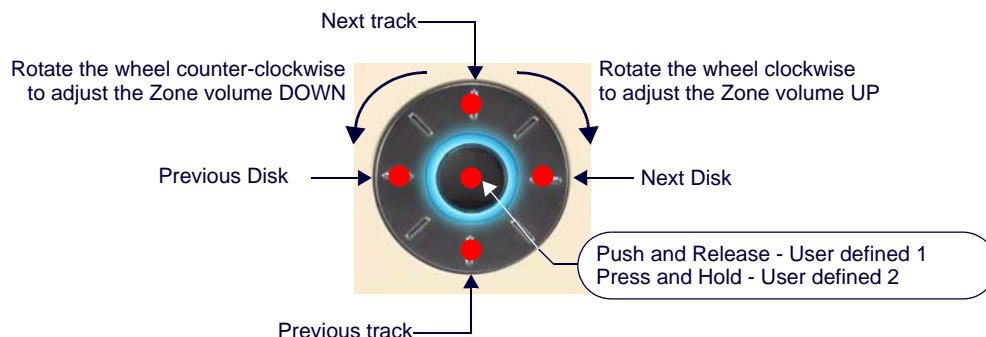 Next track
Rotate the wheel counter-clockwise
to adjust the Zone volume DOWN
Rotate the wheel clockwise
to adjust the Zone volume UP
Previous Disk
Next Disk
Push and Release - User defined 1
Press and Hold - User defined 2
Previous track